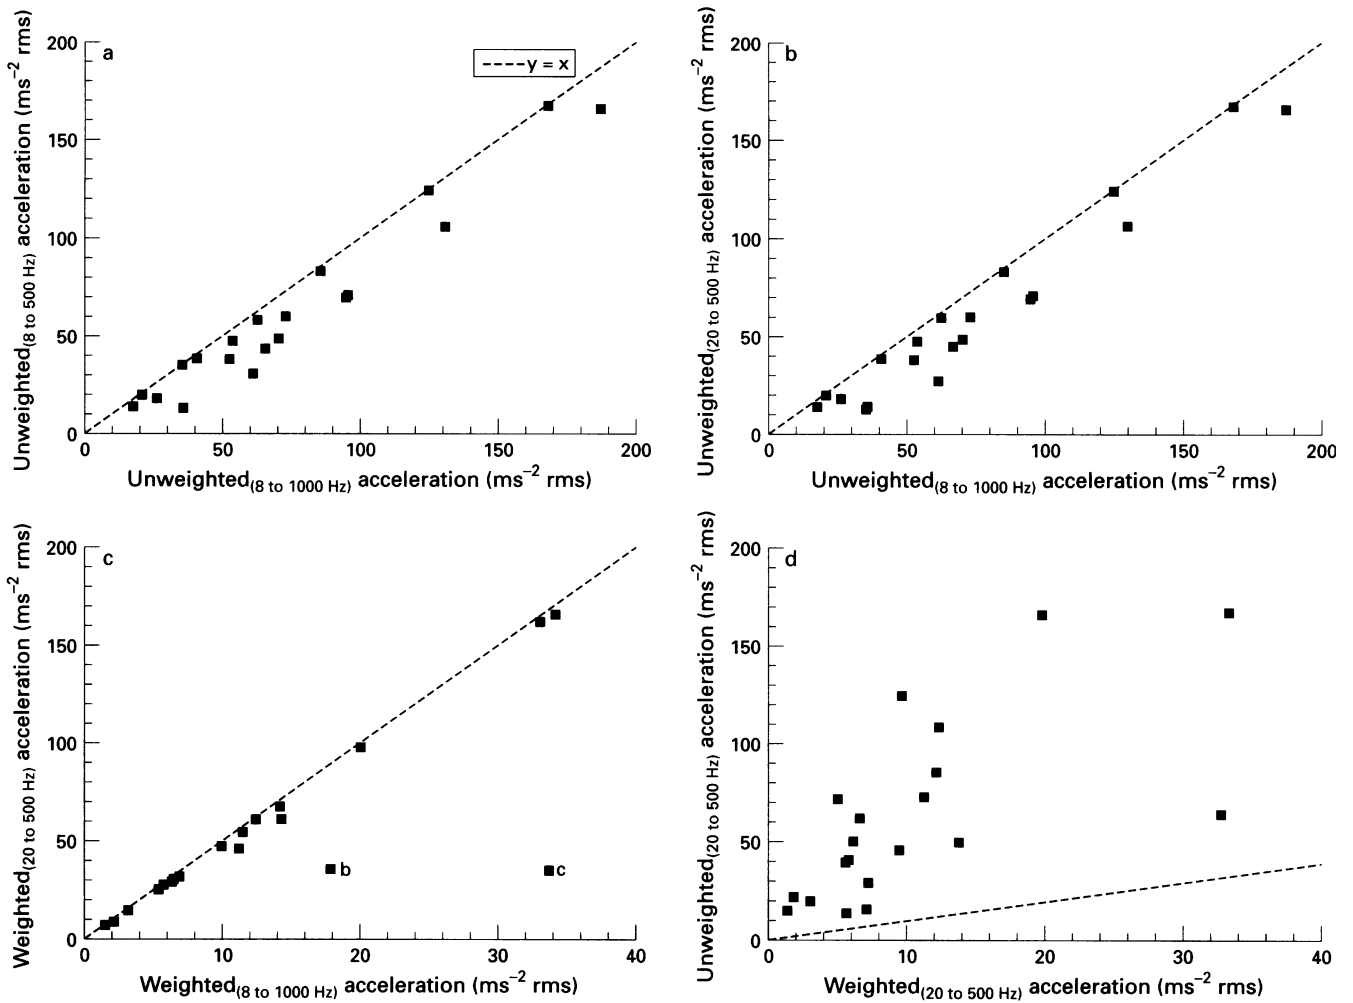 a
y = x
200
150
100
50
0
0 50 100 150 200
Unweighted(8 to 500 Hz) acceleration (ms⁻² rms)
Unweighted(8 to 1000 Hz) acceleration (ms⁻² rms)
b
200
150
100
50
0
0 50 100 150 200
Unweighted(20 to 500 Hz) acceleration (ms⁻² rms)
Unweighted(8 to 1000 Hz) acceleration (ms⁻² rms)
c
200
150
100
50
0
b
c
0 10 20 30 40
Weighted(20 to 500 Hz) acceleration (ms⁻² rms)
Weighted(8 to 1000 Hz) acceleration (ms⁻² rms)
d
200
150
100
50
0
0 10 20 30 40
Unweighted(20 to 500 Hz) acceleration (ms⁻² rms)
Weighted(20 to 500 Hz) acceleration (ms⁻² rms)